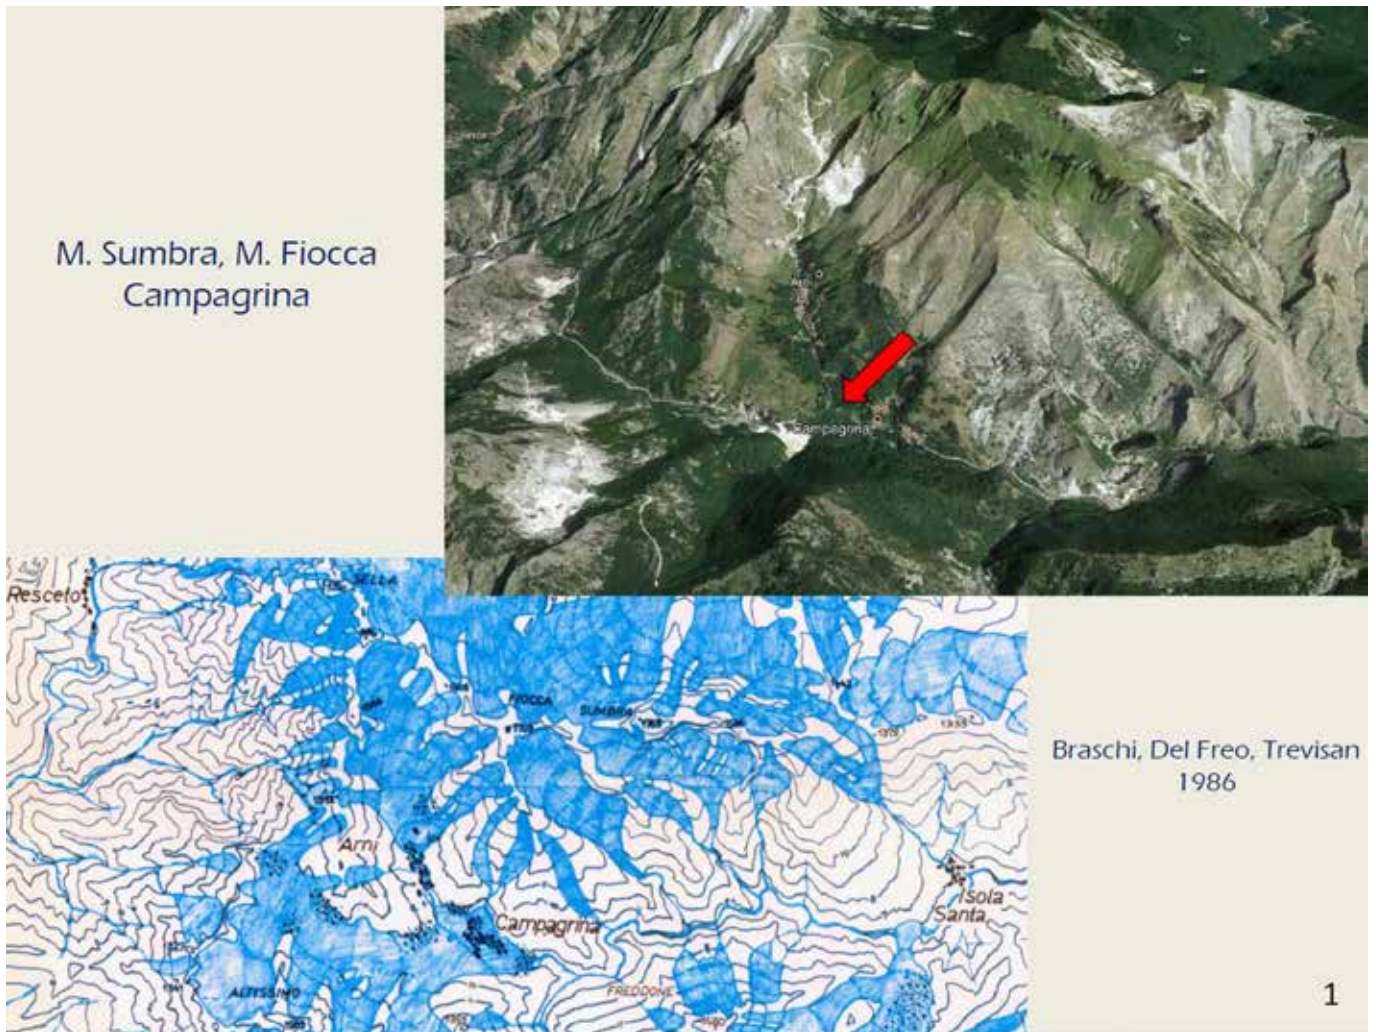 M. Sumbra, M. Fiocca
Campagrina
Campagrina
Resceto
SELLA
FIOCCA
SUMBRA
Arni
Isola
Santa
Campagrina
ALTISSIMO
FREDDONE
Braschi, Del Freo, Trevisan
1986
1